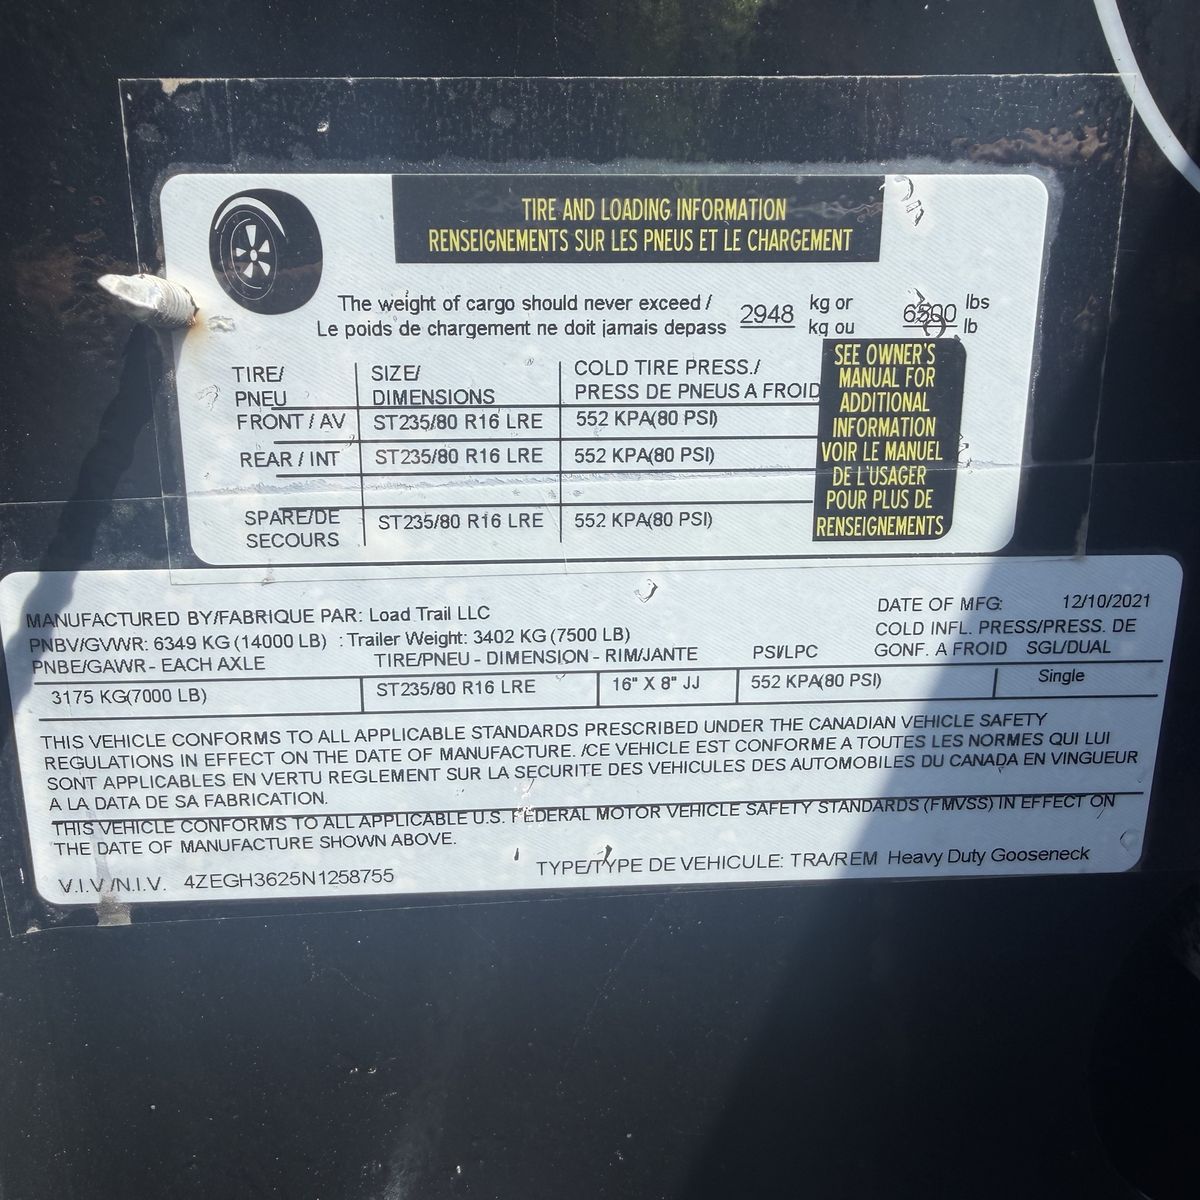 TIRE AND LOADING INFORMATION
RENSEIGNEMENTS SUR LES PNEUS ET LE CHARGEMENT
The weight of cargo should never exceed / 2948 kg or 6500 lbs
Le poids de chargement ne doit jamais depass kg ou lb
TIRE/ SIZE/ COLD TIRE PRESS./
PNEU DIMENSIONS PRESS DE PNEUS A FROID
FRONT / AV ST235/80 R16 LRE 552 KPA(80 PSI)
REAR / INT ST235/80 R16 LRE 552 KPA(80 PSI)
SPARE/DE ST235/80 R16 LRE 552 KPA(80 PSI)
SECOURS
SEE OWNER'S
MANUAL FOR
ADDITIONAL
INFORMATION
VOIR LE MANUEL
DE L'USAGER
POUR PLUS DE
RENSEIGNEMENTS
MANUFACTURED BY/FABRIQUE PAR: Load Trail LLC DATE OF MFG: 12/10/2021
PNBV/GVWR: 6349 KG (14000 LB) : Trailer Weight: 3402 KG (7500 LB) COLD INFL. PRESS/PRESS. DE
PNBE/GAWR - EACH AXLE TIRE/PNEU - DIMENSION - RIM/JANTE PSI/LPC GONF. A FROID SGL/DUAL
3175 KG(7000 LB) ST235/80 R16 LRE 16" X 8" JJ 552 KPA(80 PSI) Single
THIS VEHICLE CONFORMS TO ALL APPLICABLE STANDARDS PRESCRIBED UNDER THE CANADIAN VEHICLE SAFETY
REGULATIONS IN EFFECT ON THE DATE OF MANUFACTURE. /CE VEHICLE EST CONFORME A TOUTES LES NORMES QUI LUI
SONT APPLICABLES EN VERTU REGLEMENT SUR LA SECURITE DES VEHICULES DES AUTOMOBILES DU CANADA EN VINGUEUR
A LA DATA DE SA FABRICATION.
THIS VEHICLE CONFORMS TO ALL APPLICABLE U.S. FEDERAL MOTOR VEHICLE SAFETY STANDARDS (FMVSS) IN EFFECT ON
THE DATE OF MANUFACTURE SHOWN ABOVE.
V.I.V./N.I.V. 4ZEGH3625N1258755 TYPE/TYPE DE VEHICULE: TRA/REM Heavy Duty Gooseneck